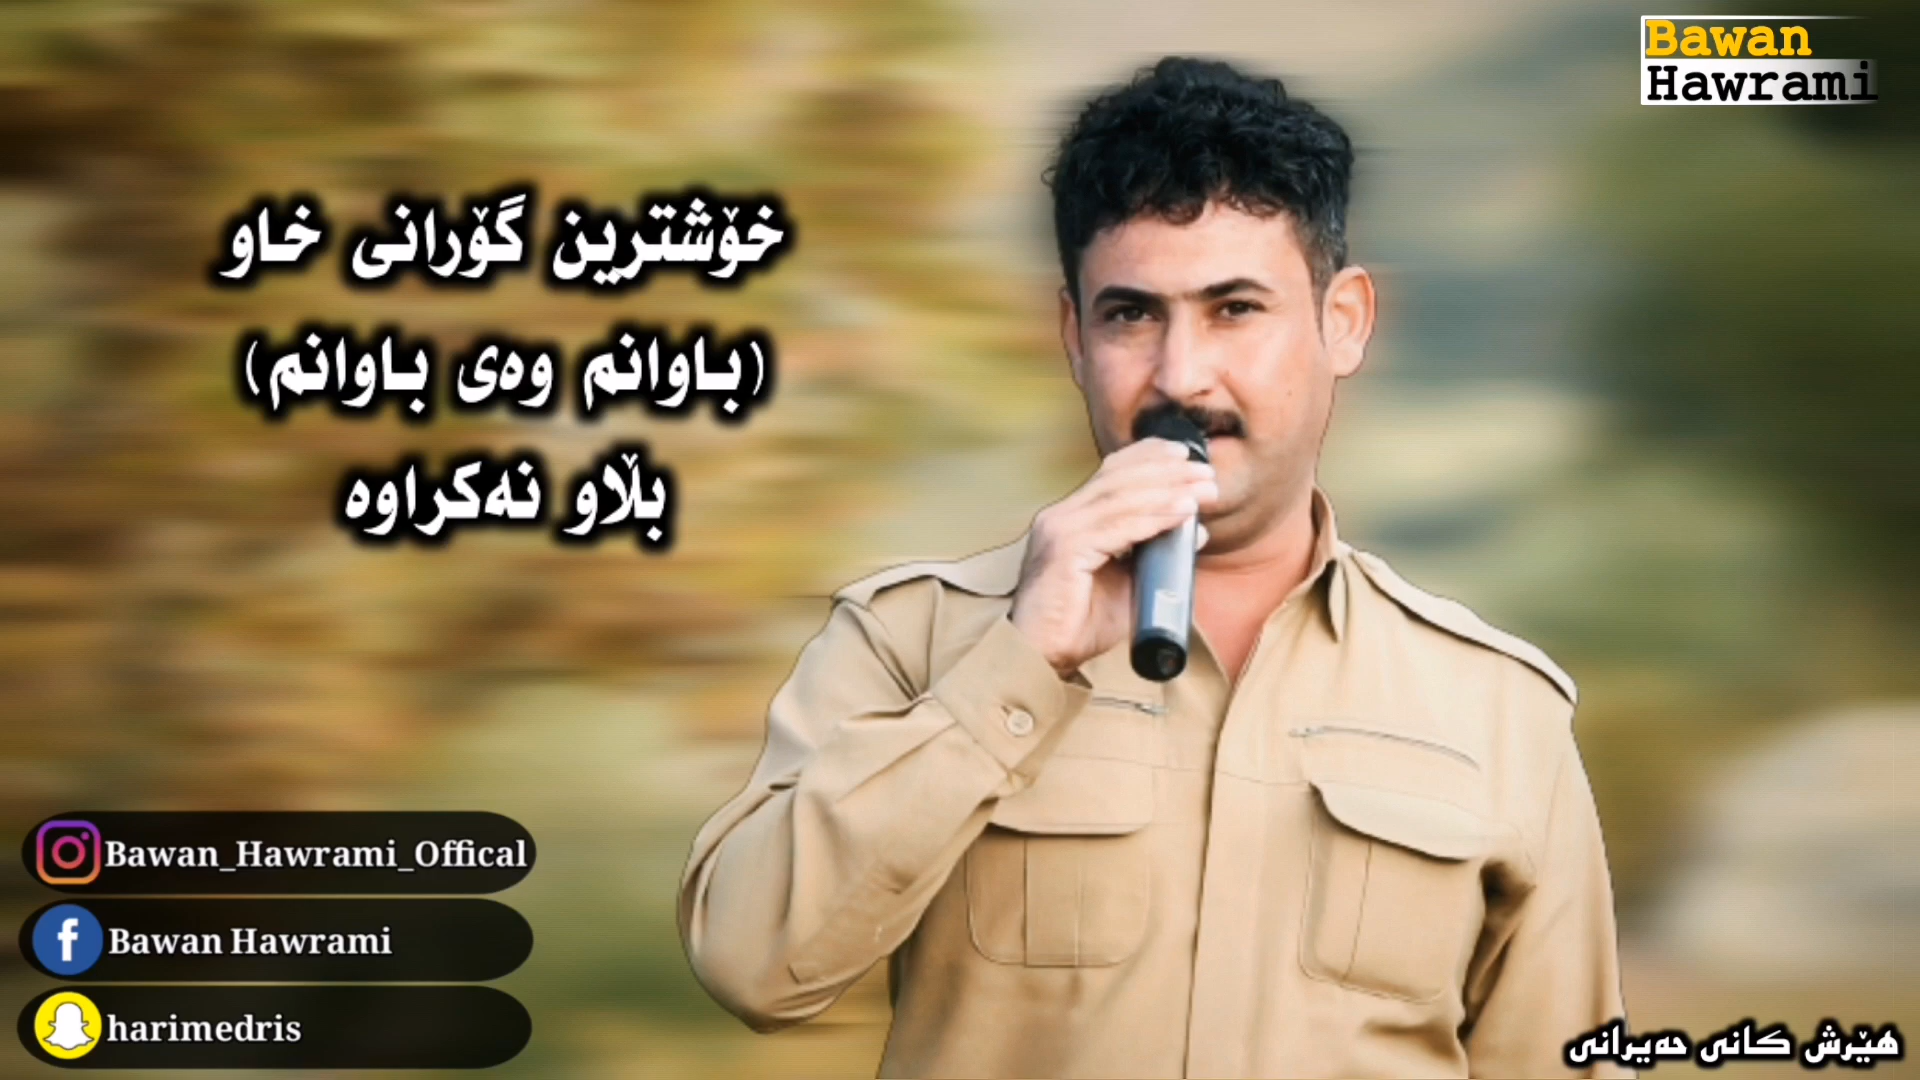 Bawan
Hawrami
خۆشترین گۆرانی خاو
(باوانم وەی باوانم)
بڵاو نەکراوە
Bawan_Hawrami_Offical
Bawan Hawrami
harimedris
هێرش کانی حەیرانی